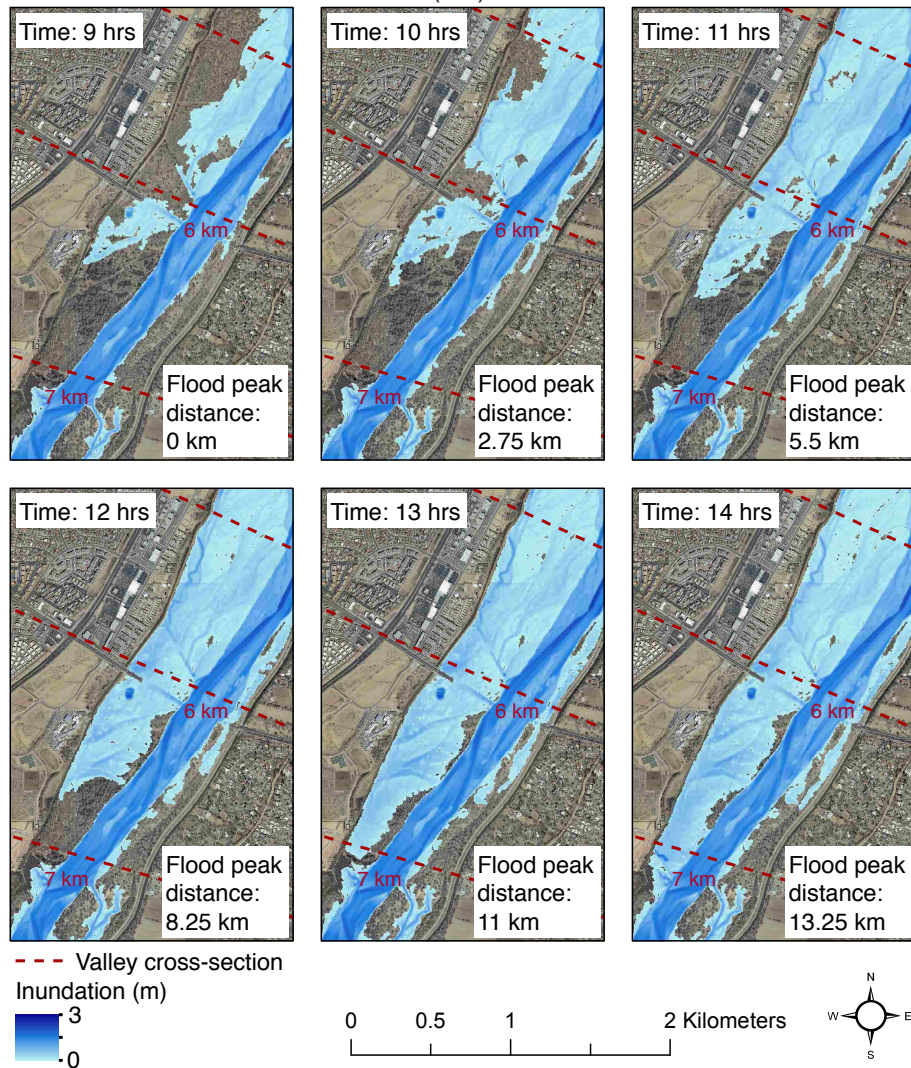 Time: 9 hrs
6 km
7 km
Flood peak
distance:
0 km
Time: 10 hrs
6 km
7 km
Flood peak
distance:
2.75 km
Time: 11 hrs
6 km
7 km
Flood peak
distance:
5.5 km
Time: 12 hrs
6 km
7 km
Flood peak
distance:
8.25 km
Time: 13 hrs
6 km
7 km
Flood peak
distance:
11 km
Time: 14 hrs
6 km
7 km
Flood peak
distance:
13.25 km
Valley cross-section
Inundation (m)
3
0
0 0.5 1 2 Kilometers
N
W E
S